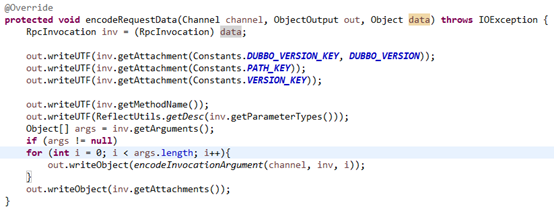 @Override
protected void encodeRequestData(Channel channel, ObjectOutput out, Object data) throws IOException {
    RpcInvocation inv = (RpcInvocation) data;

    out.writeUTF(inv.getAttachment(Constants.DUBBO_VERSION_KEY, DUBBO_VERSION));
    out.writeUTF(inv.getAttachment(Constants.PATH_KEY));
    out.writeUTF(inv.getAttachment(Constants.VERSION_KEY));

    out.writeUTF(inv.getMethodName());
    out.writeUTF(ReflectUtils.getDesc(inv.getParameterTypes()));
    Object[] args = inv.getArguments();
    if (args != null)
    for (int i = 0; i < args.length; i++){
        out.writeObject(encodeInvocationArgument(channel, inv, i));
    }
    out.writeObject(inv.getAttachments());
}